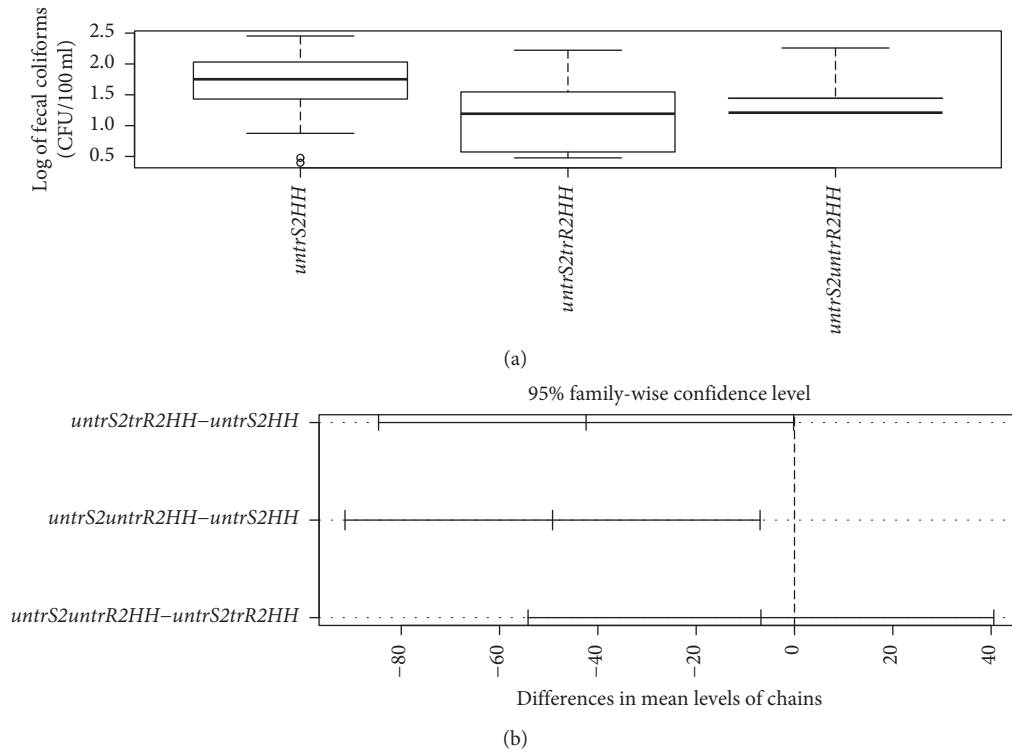 Log of fecal coliforms
(CFU/100 ml)
2.5
2.0
1.5
1.0
0.5
untrS2HH
untrS2trR2HH
untrS2untrR2HH
(a)
95% family-wise confidence level
untrS2trR2HH−untrS2HH
untrS2untrR2HH−untrS2HH
untrS2untrR2HH−untrS2trR2HH
−80
−60
−40
−20
0
20
40
Differences in mean levels of chains
(b)